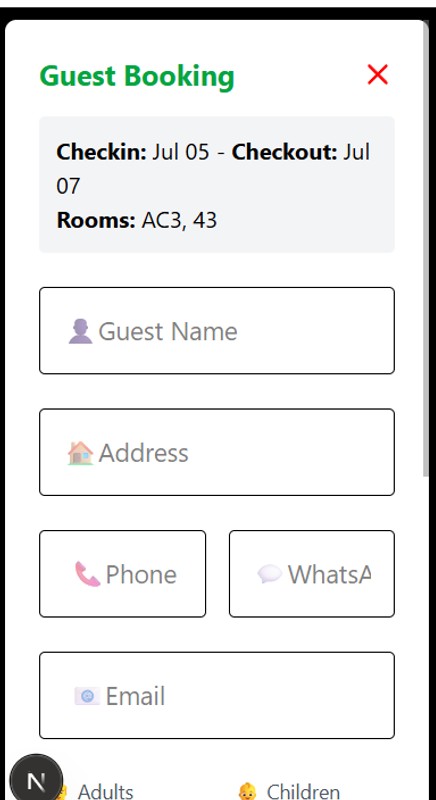 Guest Booking
Checkin: Jul 05 - Checkout: Jul
07
Rooms: AC3, 43
👤 Guest Name
🏠 Address
📞 Phone 💬 WhatsA
📧 Email
N 👨 Adults 👶 Children